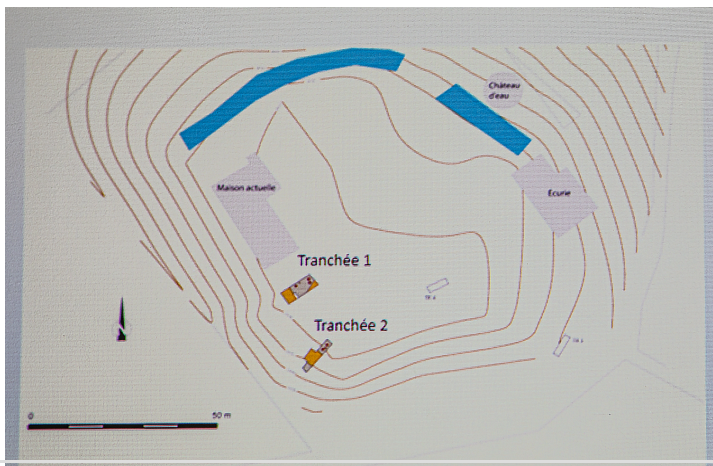 Château
d'eau
Maison actuelle
Ecurie
Tranchée 1
Tranchée 2
N
0
50 m